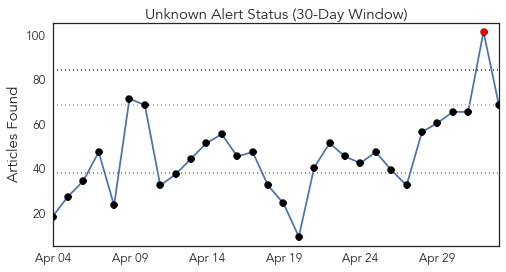 Unknown Alert Status (30-Day Window)
100
80
60
40
20
Articles Found
Apr 04 Apr 09 Apr 14 Apr 19 Apr 24 Apr 29